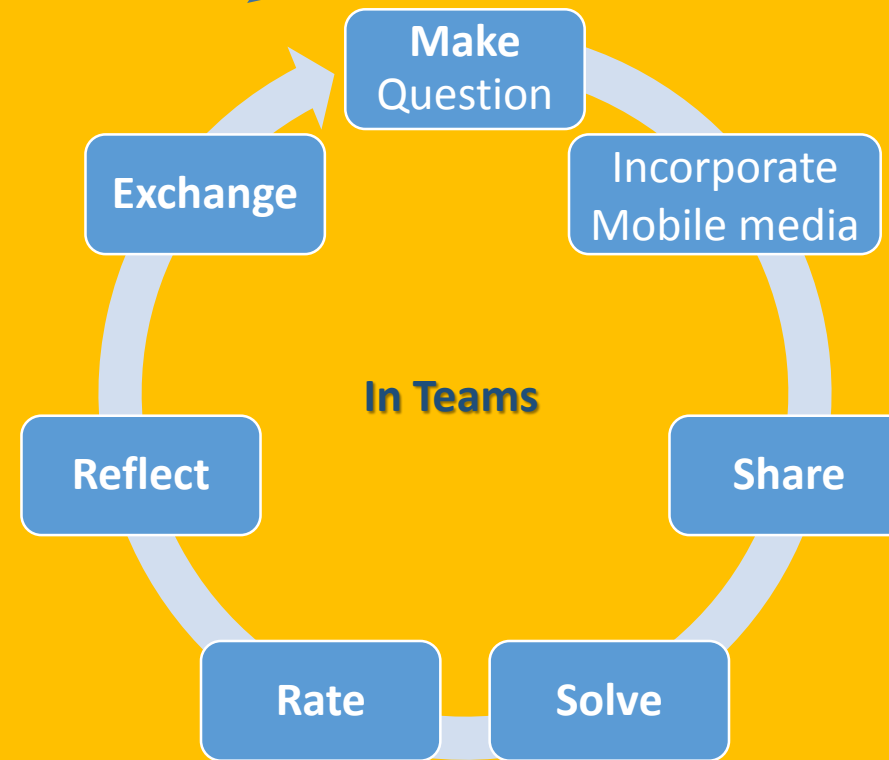 Make
Question
Incorporate
Mobile media
Share
Solve
Rate
Reflect
Exchange
In Teams